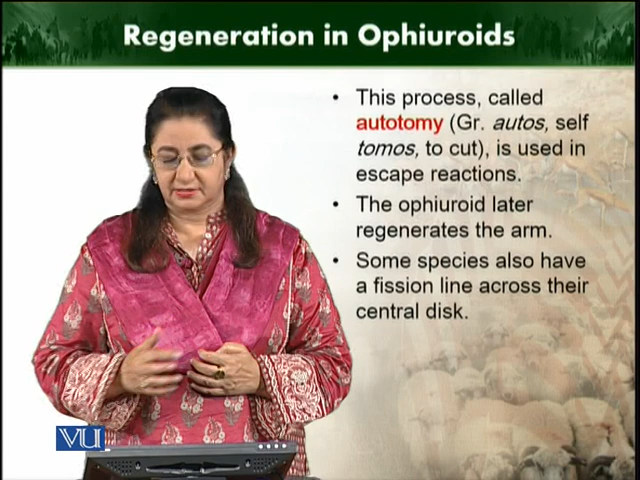 Regeneration in Ophiuroids
• This process, called
autotomy (Gr. autos, self
tomos, to cut), is used in
escape reactions.
• The ophiuroid later
regenerates the arm.
• Some species also have
a fission line across their
central disk.
VU